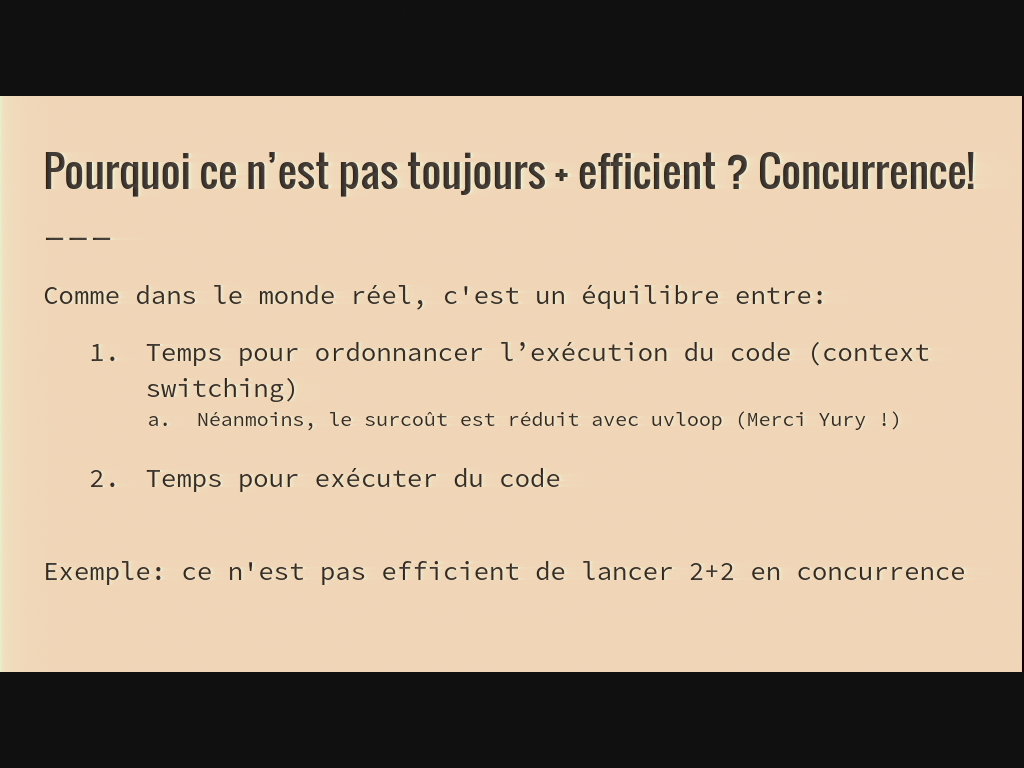 Pourquoi ce n’est pas toujours + efficient ? Concurrence!
Comme dans le monde réel, c'est un équilibre entre:
1. Temps pour ordonnancer l’exécution du code (context
switching)
a. Néanmoins, le surcoût est réduit avec uvloop (Merci Yury !)
2. Temps pour exécuter du code
Exemple: ce n'est pas efficient de lancer 2+2 en concurrence